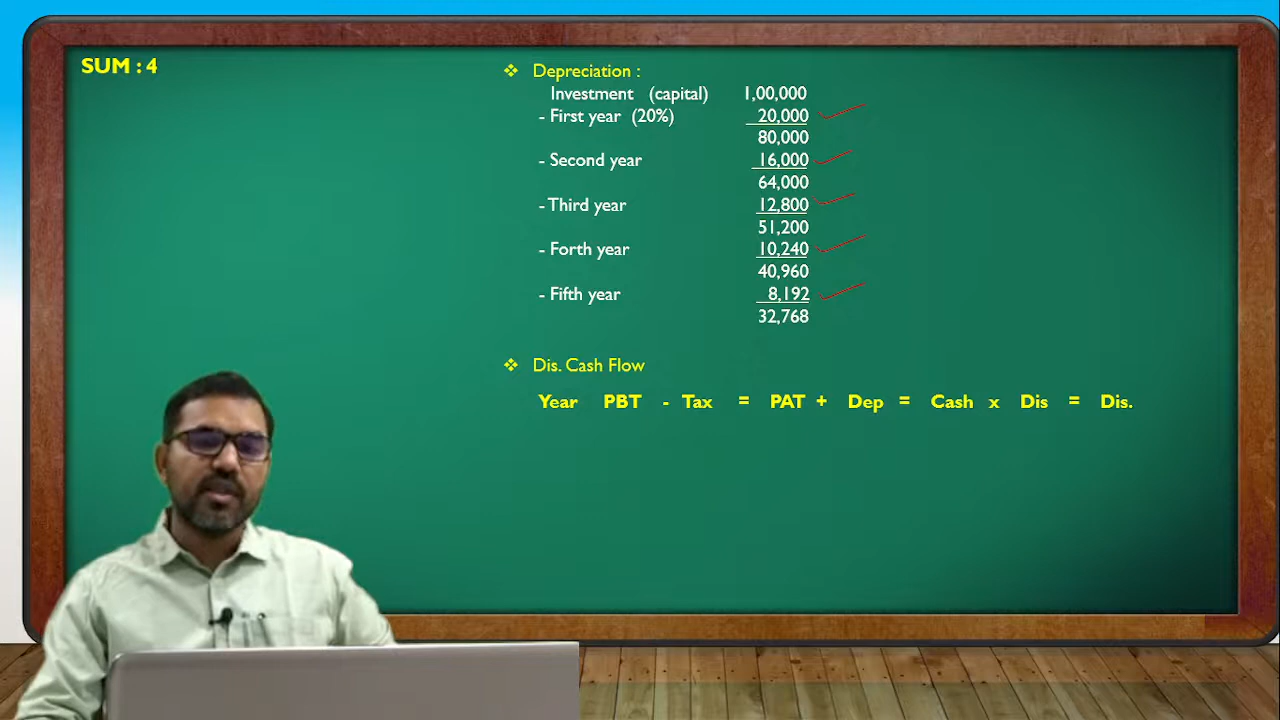 SUM : 4
❖ Depreciation :
Investment (capital) 1,00,000
- First year (20%) 20,000
80,000
- Second year 16,000
64,000
- Third year 12,800
51,200
- Forth year 10,240
40,960
- Fifth year 8,192
32,768
❖ Dis. Cash Flow
Year PBT - Tax = PAT + Dep = Cash x Dis = Dis.